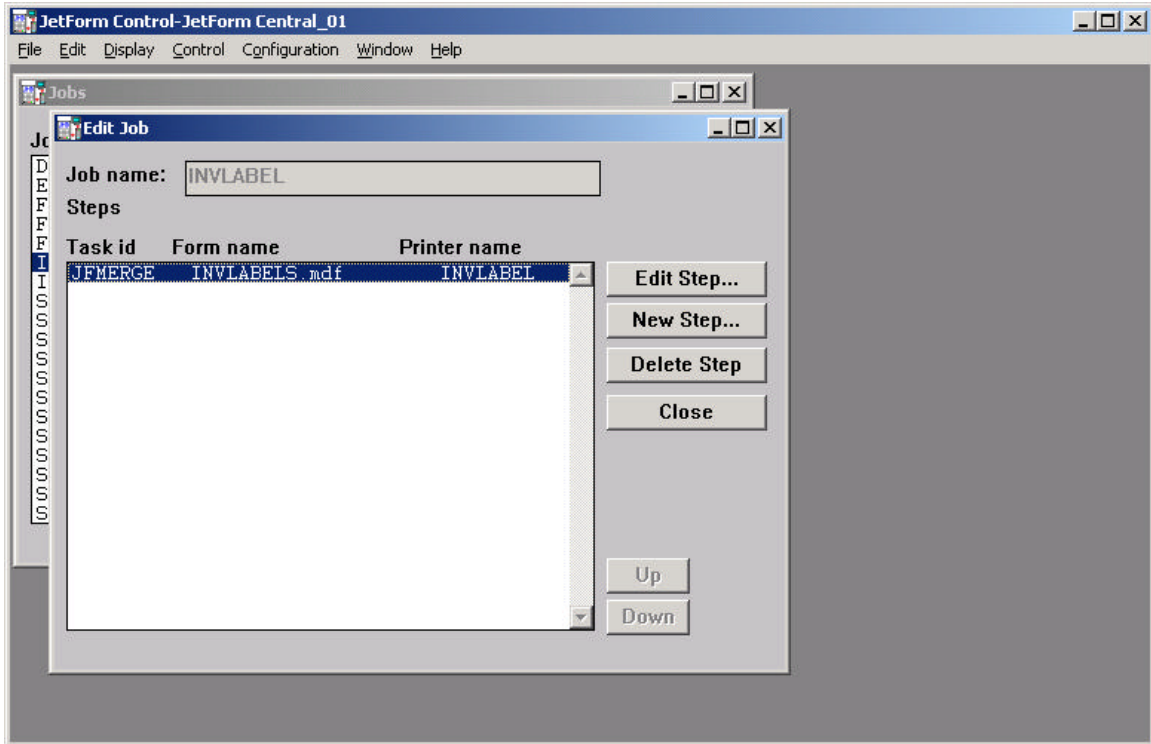 JetForm Control-JetForm Central_01
File Edit Display Control Configuration Window Help
Jobs
Jo
Edit Job
D
E
F
F
F
I
I
S
S
S
S
S
S
S
S
S
S
S
S
Job name: INVLABEL
Steps
Task id Form name Printer name
JFMERGE INVLABELS.mdf INVLABEL
Edit Step...
New Step...
Delete Step
Close
Up
Down